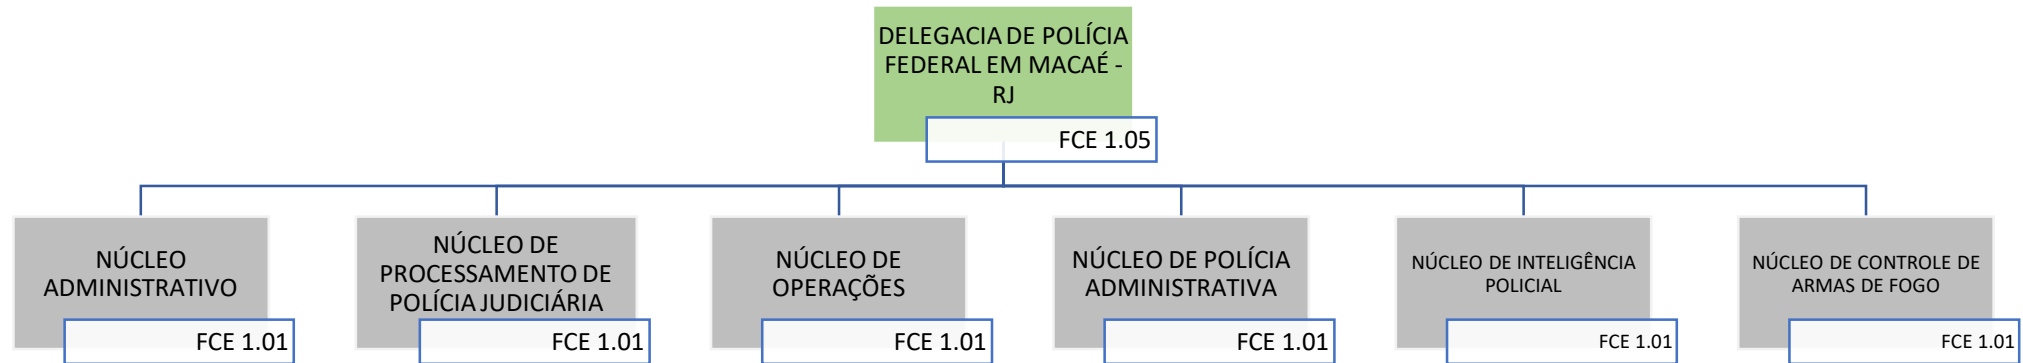 DELEGACIA DE POLÍCIA
FEDERAL EM MACAÉ -
RJ
FCE 1.05
NÚCLEO
ADMINISTRATIVO
FCE 1.01
NÚCLEO DE
PROCESSAMENTO DE
POLÍCIA JUDICIÁRIA
FCE 1.01
NÚCLEO DE
OPERAÇÕES
FCE 1.01
NÚCLEO DE POLÍCIA
ADMINISTRATIVA
FCE 1.01
NÚCLEO DE INTELIGÊNCIA
POLICIAL
FCE 1.01
NÚCLEO DE CONTROLE DE
ARMAS DE FOGO
FCE 1.01